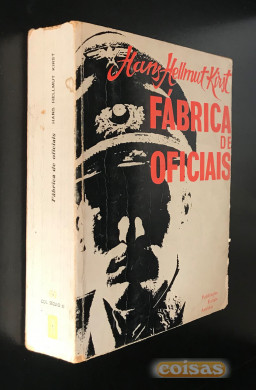 Hans Hellmut Kirst
FÁBRICA
DE
OFICIAIS
Fábrica de oficiais HANS HELLMUT KIRST
coisas